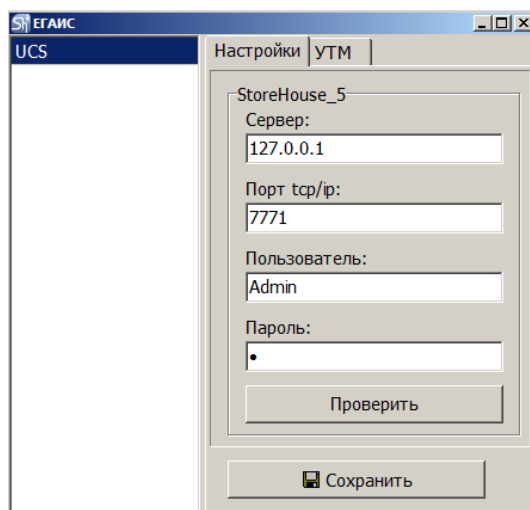 Sh ЕГАИС
UCS
Настройки УТМ
StoreHouse_5
Сервер:
127.0.0.1
Порт tcp/ip:
7771
Пользователь:
Admin
Пароль:
•
Проверить
Сохранить